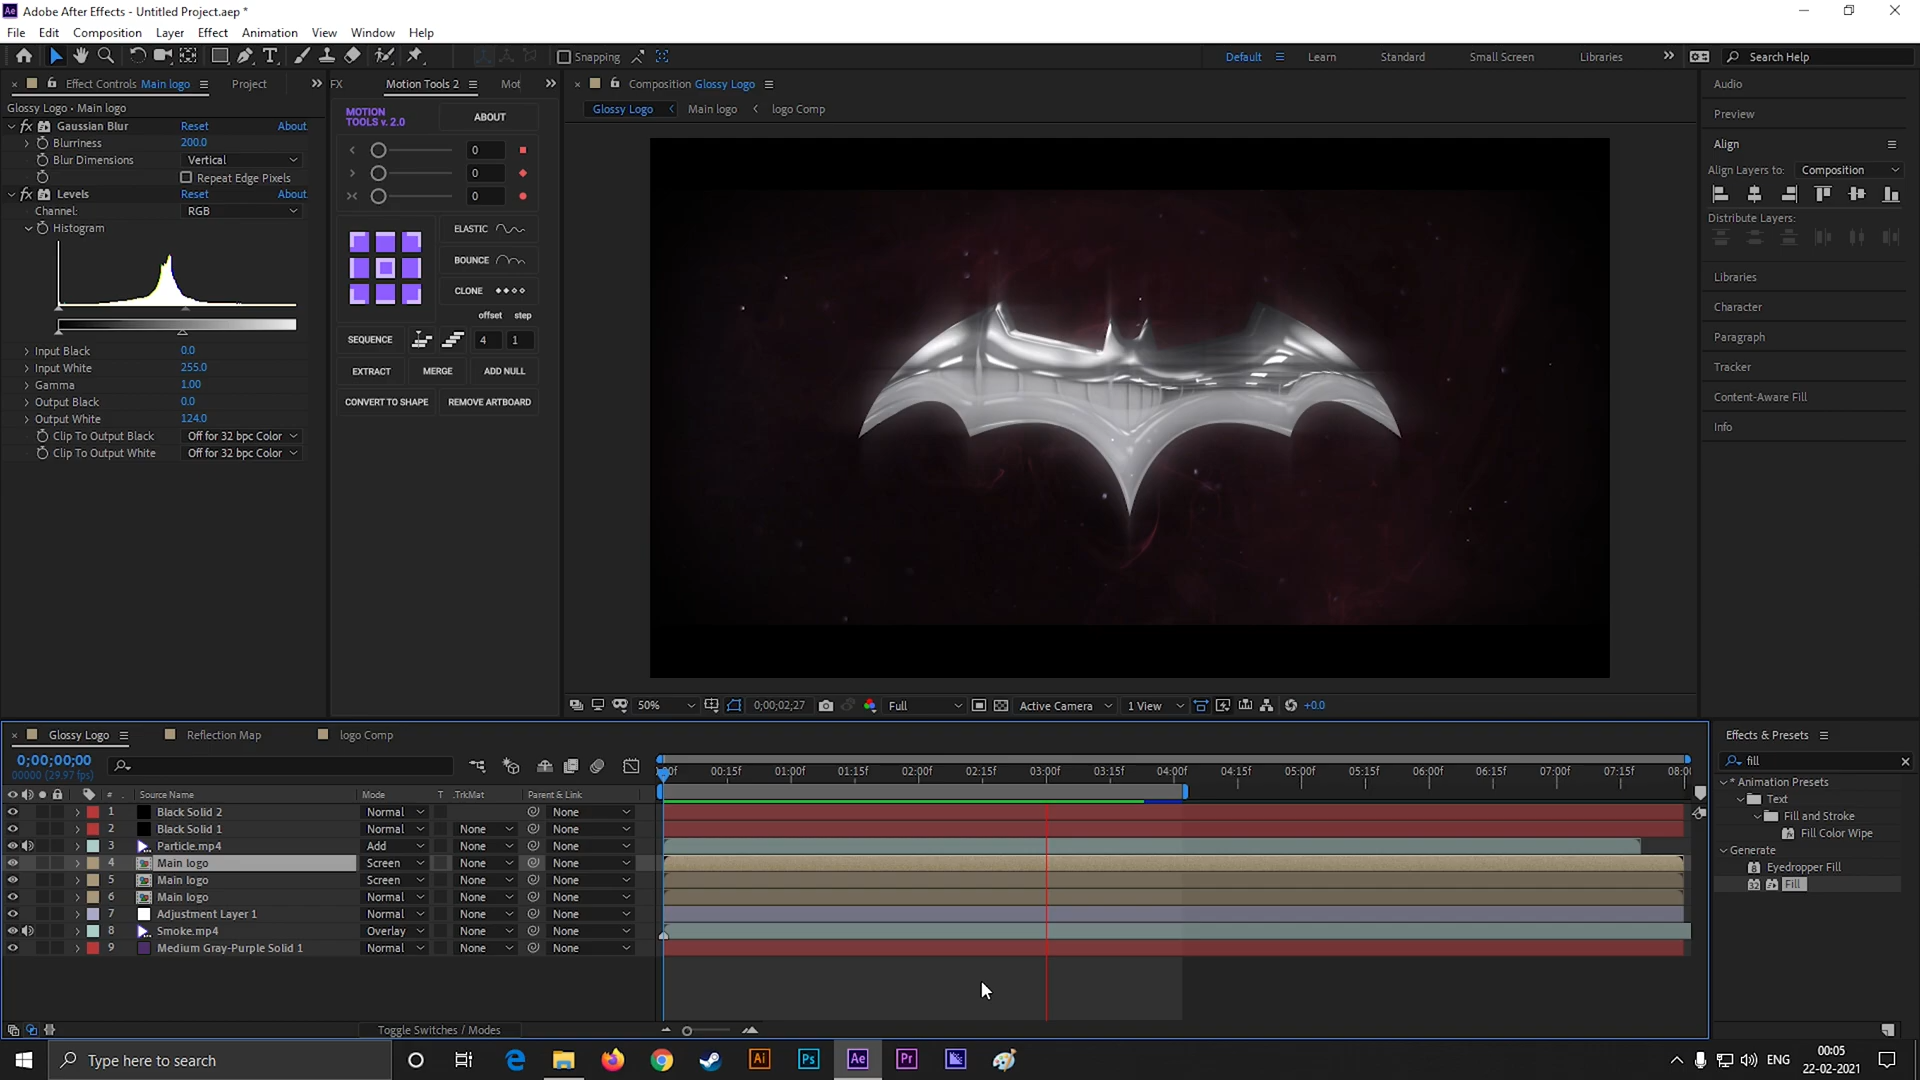 Ae Adobe After Effects - Untitled Project.aep *
File Edit Composition Layer Effect Animation View Window Help
Snapping
Default Learn Standard Small Screen Libraries Search Help
Effect Controls Main logo Project
Glossy Logo • Main logo
fx Gaussian Blur Reset About
Blurriness 200.0
Blur Dimensions Vertical
Repeat Edge Pixels
fx Levels Reset About
Channel: RGB
Histogram
Input Black 0.0
Input White 255.0
Gamma 1.00
Output Black 0.0
Output White 124.0
Clip To Output Black Off for 32 bpc Color
Clip To Output White Off for 32 bpc Color
FX Motion Tools 2 Mot
MOTION
TOOLS v. 2.0 ABOUT
0
0
0
ELASTIC
BOUNCE
CLONE
offset step
SEQUENCE 4 1
EXTRACT MERGE ADD NULL
CONVERT TO SHAPE REMOVE ARTBOARD
Composition Glossy Logo
Glossy Logo Main logo logo Comp
50% 0;00;02;27 Full Active Camera 1 View +0.0
Audio
Preview
Align
Align Layers to: Composition
Distribute Layers:
Libraries
Character
Paragraph
Tracker
Content-Aware Fill
Info
Glossy Logo Reflection Map logo Comp
0;00;00;00
00000 (29.97 fps)
00:15f 01:00f 01:15f 02:00f 02:15f 03:00f 03:15f 04:00f 04:15f 05:00f 05:15f 06:00f 06:15f 07:00f 07:15f 08:0
# Source Name Mode T .TrkMat Parent & Link
1 Black Solid 2 Normal None
2 Black Solid 1 Normal None None
3 Particle.mp4 Add None None
4 Main logo Screen None None
5 Main logo Screen None None
6 Main logo Normal None None
7 Adjustment Layer 1 Normal None None
8 Smoke.mp4 Overlay None None
9 Medium Gray-Purple Solid 1 Normal None None
Toggle Switches / Modes
Effects & Presets
fill
* Animation Presets
Text
Fill and Stroke
Fill Color Wipe
Generate
Eyedropper Fill
32 Fill
Type here to search
Ai Ps Ae Pr
ENG
00:05
22-02-2021